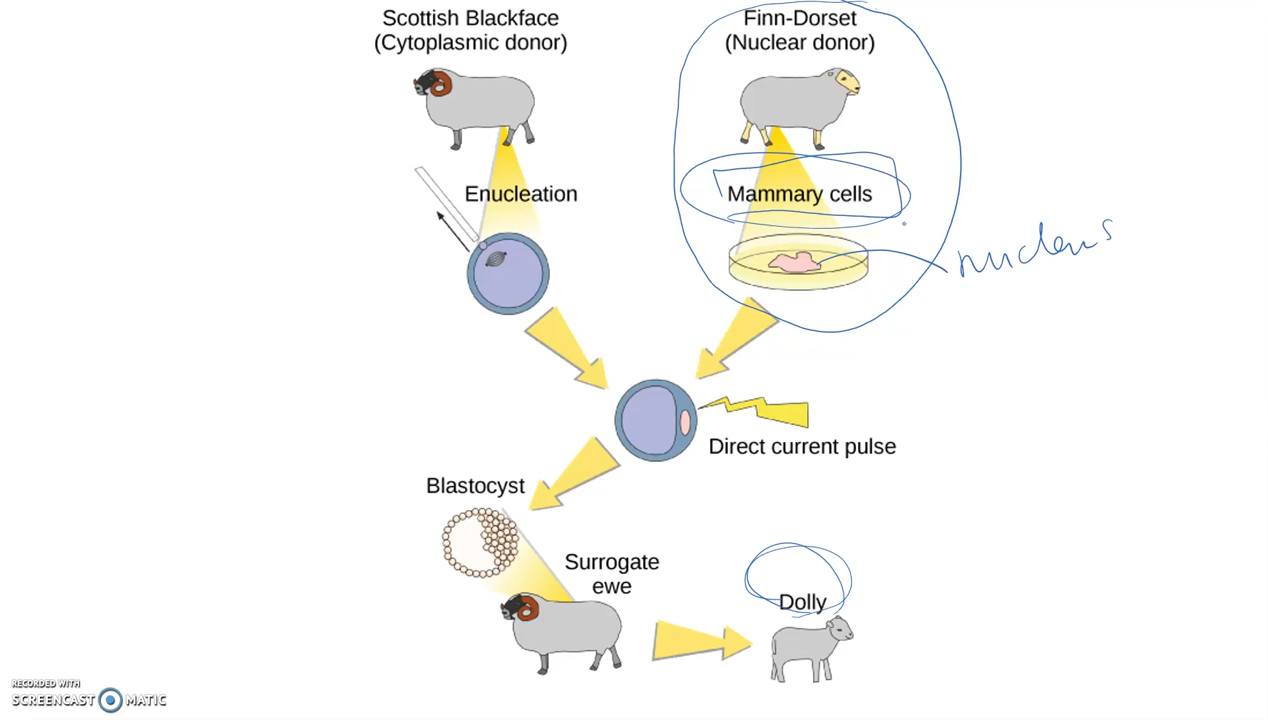 Scottish Blackface
(Cytoplasmic donor)
Finn-Dorset
(Nuclear donor)
Enucleation
Mammary cells
nucleus
Direct current pulse
Blastocyst
Surrogate
ewe
Dolly
RECORDED WITH
SCREENCAST MATIC